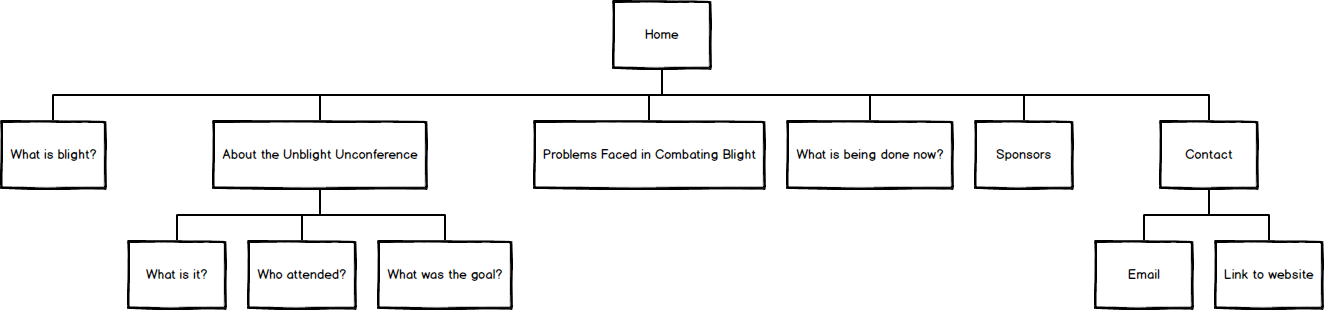 Home
What is blight?
About the Unblight Unconference
Problems Faced in Combating Blight
What is being done now?
Sponsors
Contact
What is it?
Who attended?
What was the goal?
Email
Link to website